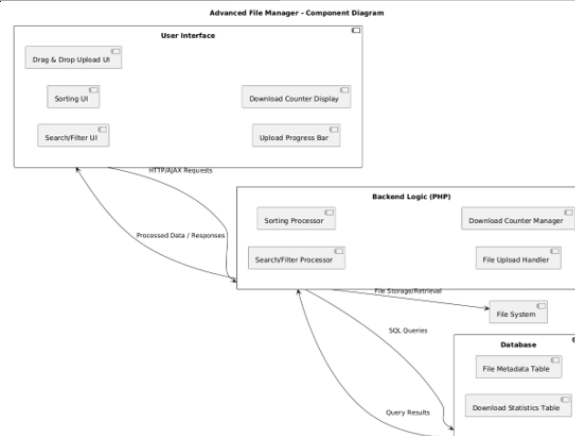 Advanced File Manager - Component Diagram
User Interface
Drag & Drop Upload UI
Sorting UI
Download Counter Display
Search/Filter UI
Upload Progress Bar
HTTP/AJAX Requests
Backend Logic (PHP)
Sorting Processor
Download Counter Manager
Processed Data / Responses
Search/Filter Processor
File Upload Handler
File Storage/Retrieval
File System
SQL Queries
Database
File Metadata Table
Download Statistics Table
Query Results